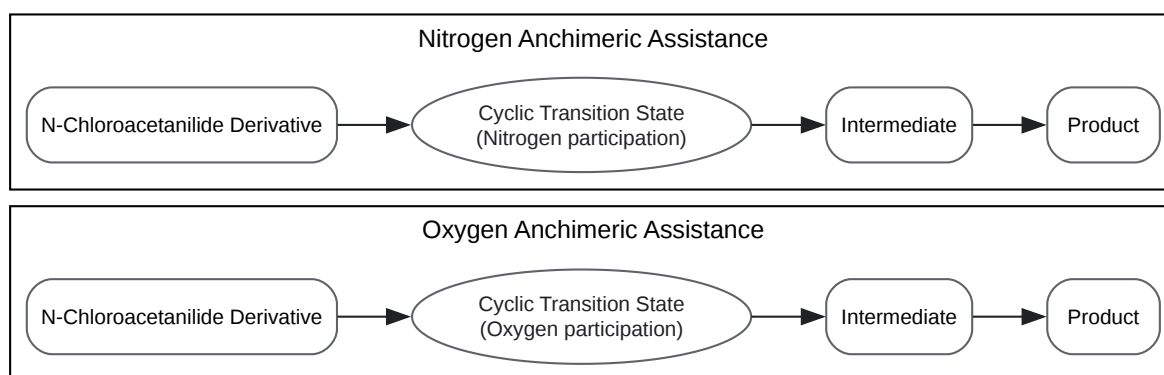 Nitrogen Anchimeric Assistance
N-Chloroacetanilide Derivative
Cyclic Transition State
(Nitrogen participation)
Intermediate
Product
Oxygen Anchimeric Assistance
N-Chloroacetanilide Derivative
Cyclic Transition State
(Oxygen participation)
Intermediate
Product